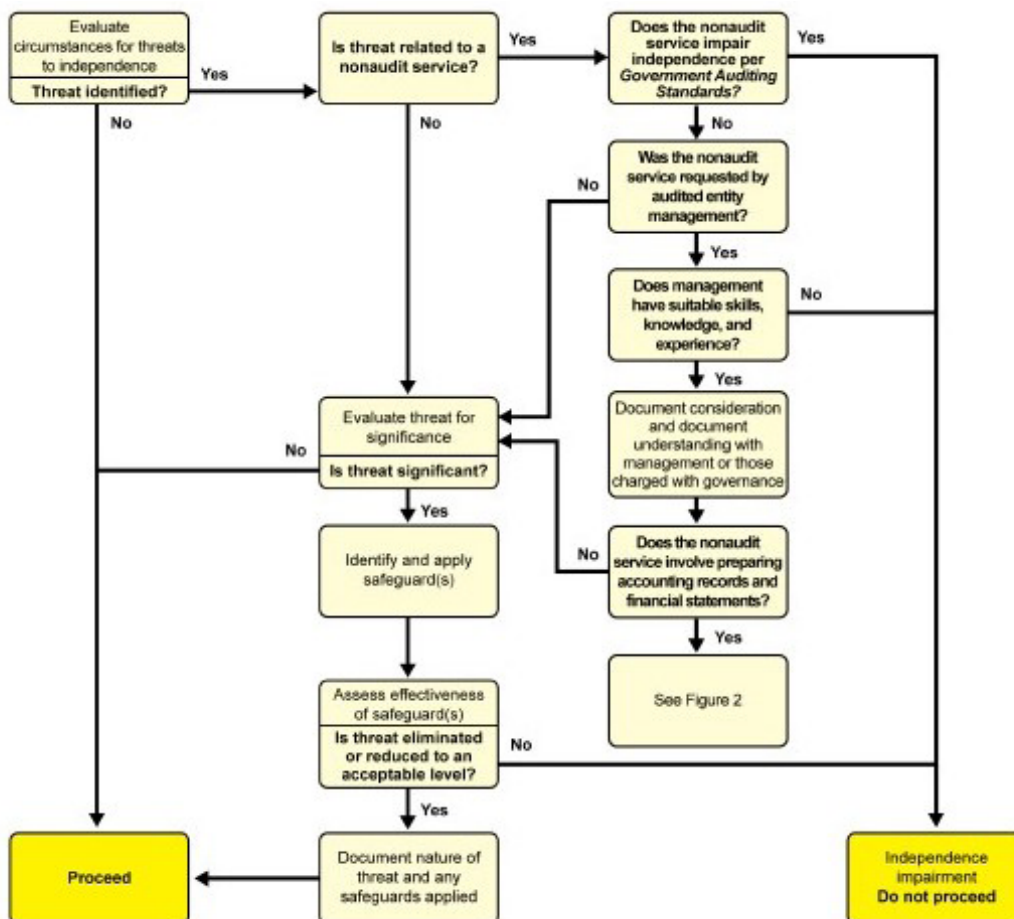 Evaluate
circumstances for threats
to independence
Threat identified?
Yes
No
Is threat related to a
nonaudit service?
Yes
No
Does the nonaudit
service impair
independence per
Government Auditing
Standards?
Yes
No
Was the nonaudit
service requested by
audited entity
management?
No
Yes
Does management
have suitable skills,
knowledge, and
experience?
No
Yes
Document consideration
and document
understanding with
management or those
charged with governance
Evaluate threat for
significance
Is threat significant?
No
Yes
Does the nonaudit
service involve preparing
accounting records and
financial statements?
No
Yes
Identify and apply
safeguard(s)
See Figure 2
Assess effectiveness
of safeguard(s)
Is threat eliminated
or reduced to an
acceptable level?
No
Yes
Proceed
Document nature of
threat and any
safeguards applied
Independence
impairment
Do not proceed